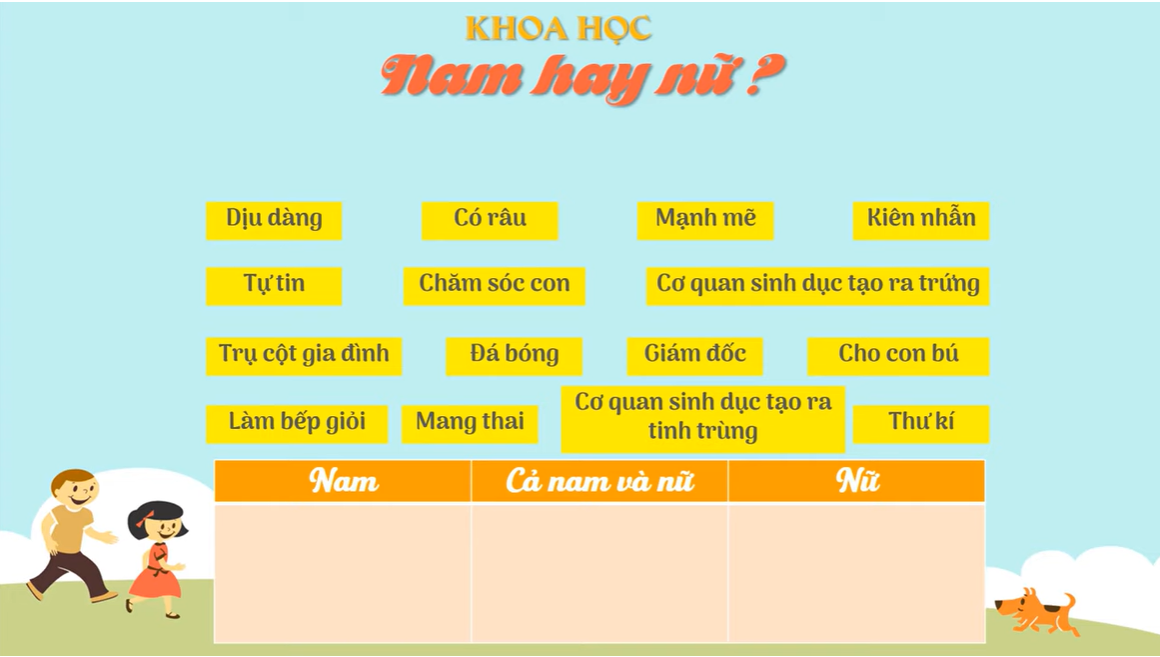 KHOA HỌC
Nam hay nữ ?
Dịu dàng
Có râu
Mạnh mẽ
Kiên nhẫn
Tự tin
Chăm sóc con
Cơ quan sinh dục tạo ra trứng
Trụ cột gia đình
Đá bóng
Giám đốc
Cho con bú
Làm bếp giỏi
Mang thai
Cơ quan sinh dục tạo ra
tinh trùng
Thư kí
Nam
Cả nam và nữ
Nữ